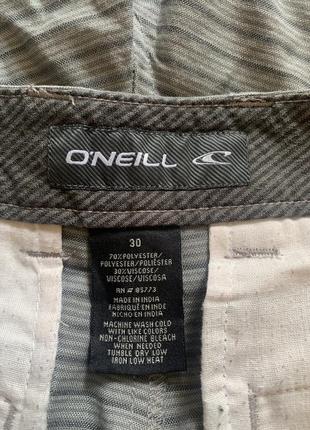 O'NEILL
30
70%POLYESTER/
POLYESTER/POLIÉSTER
30%VISCOSE/
VISCOSE/VISCOSA
RN # 85773
MADE IN INDIA
FABRIQUÉ EN INDE
HECHO EN INDIA
MACHINE WASH COLD
WITH LIKE COLORS
NON-CHLORINE BLEACH
WHEN NEEDED
TUMBLE DRY LOW
IRON LOW HEAT